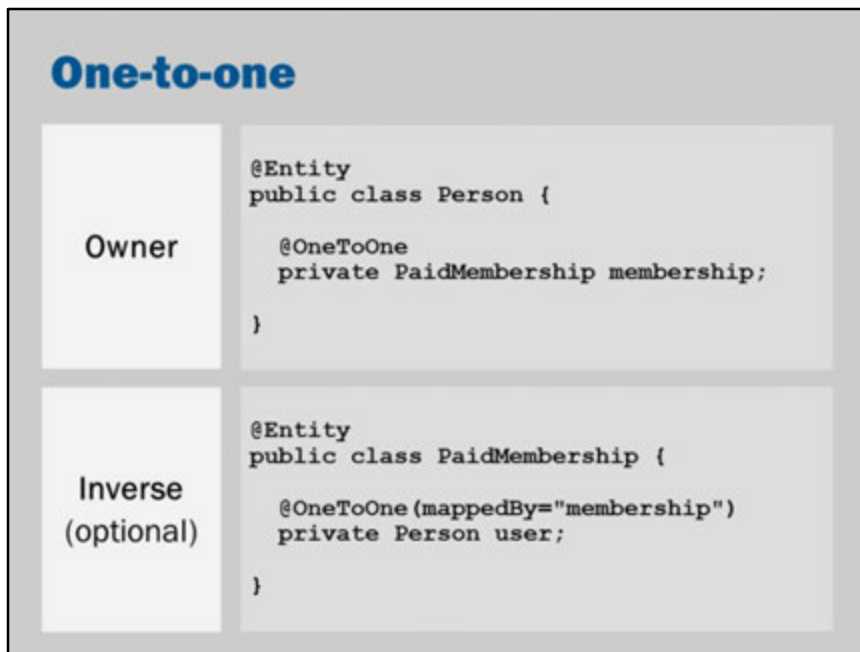 One-to-one
Owner
@Entity
public class Person {
@OneToOne
private PaidMembership membership;
}
Inverse
(optional)
@Entity
public class PaidMembership {
@OneToOne(mappedBy="membership")
private Person user;
}